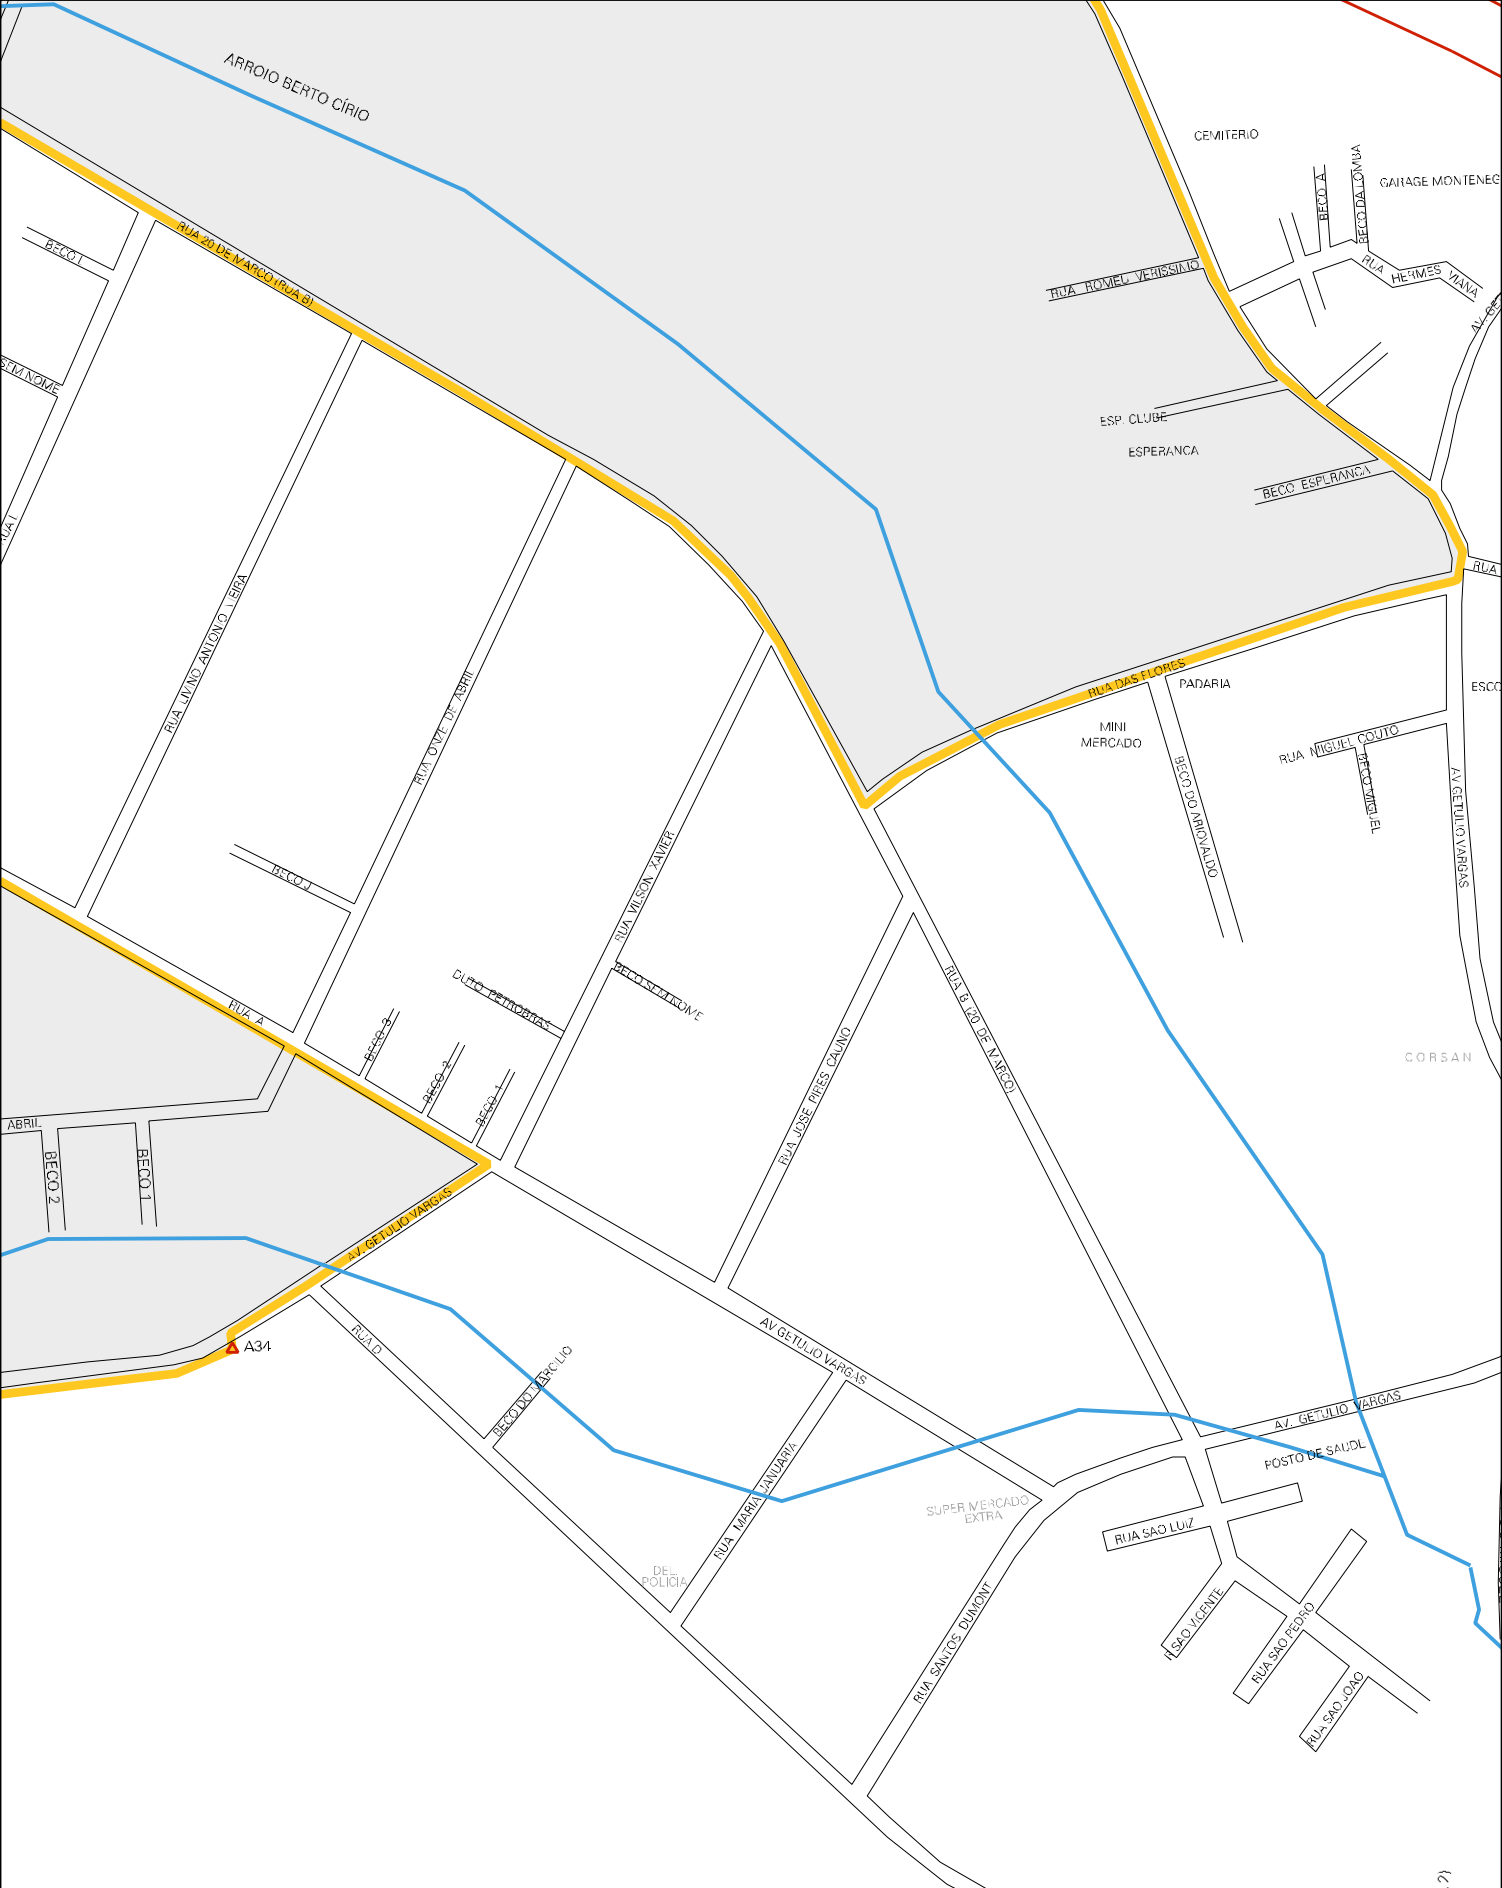 ARROIO BERTO CÍRIO
CEMITERIO
BECO A
BECO DA LOMBA
GARAGE MONTENEG
RUA HERMES VIANA
RUA 20 DE MARCO (RUA B)
BECO I
RUA ROMEU VERISSIMO
SEM NOME
ESP. CLUBE
ESPERANCA
BECO ESPERANCA
RUA
RUA LIVINO ANTONIO VIEIRA
RUA ONZE DE ABRIL
RUA DAS FLORES
PADARIA
MINI
MERCADO
RUA MIGUEL COUTO
BECO MIGUEL
BECO DO ARIOVALDO
AV GETULIO VARGAS
ESCO
BECO J
RUA VILSON XAVIER
BECO SEM NOME
DUTO PETROBRAS
RUA A
BECO 3
BECO 2
BECO 1
RUA JOSE PIRES CAUNO
RUA B (20 DE MARCO)
CORSAN
ABRIL
BECO 2
BECO 1
AV. GETULIO VARGAS
A34
RUA D
BECO DO MARCILIO
AV GETULIO VARGAS
RUA MARIA JANUARIA
AV. GETULIO VARGAS
POSTO DE SAUDE
SUPER MERCADO
EXTRA
RUA SAO LUIZ
DEL.
POLICIA
RUA SANTOS DUMONT
R SAO VICENTE
RUA SAO PEDRO
RUA SAO JOAO